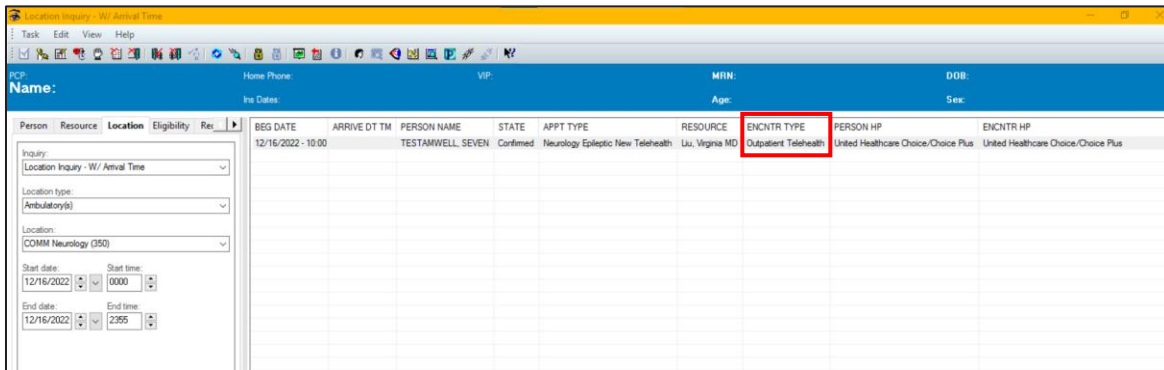 Location Inquiry - W/ Arrival Time
Task Edit View Help
PCP: Home Phone: VIP: MRN: DOB:
Name:
Ins Dates: Age: Sex:
Person Resource Location Eligibility Rec
Inquiry:
Location Inquiry - W/ Arrival Time
Location type:
Ambulatory(s)
Location:
COMM Neurology (350)
Start date: Start time:
12/16/2022 0000
End date: End time:
12/16/2022 2355
BEG DATE ARRIVE DT TM PERSON NAME STATE APPT TYPE RESOURCE ENCNTR TYPE PERSON HP ENCNTR HP
12/16/2022 - 10:00 TESTAMWELL, SEVEN Confirmed Neurology Epileptic New Telehealth Liu, Virginia MD Outpatient Telehealth United Healthcare Choice/Choice Plus United Healthcare Choice/Choice Plus